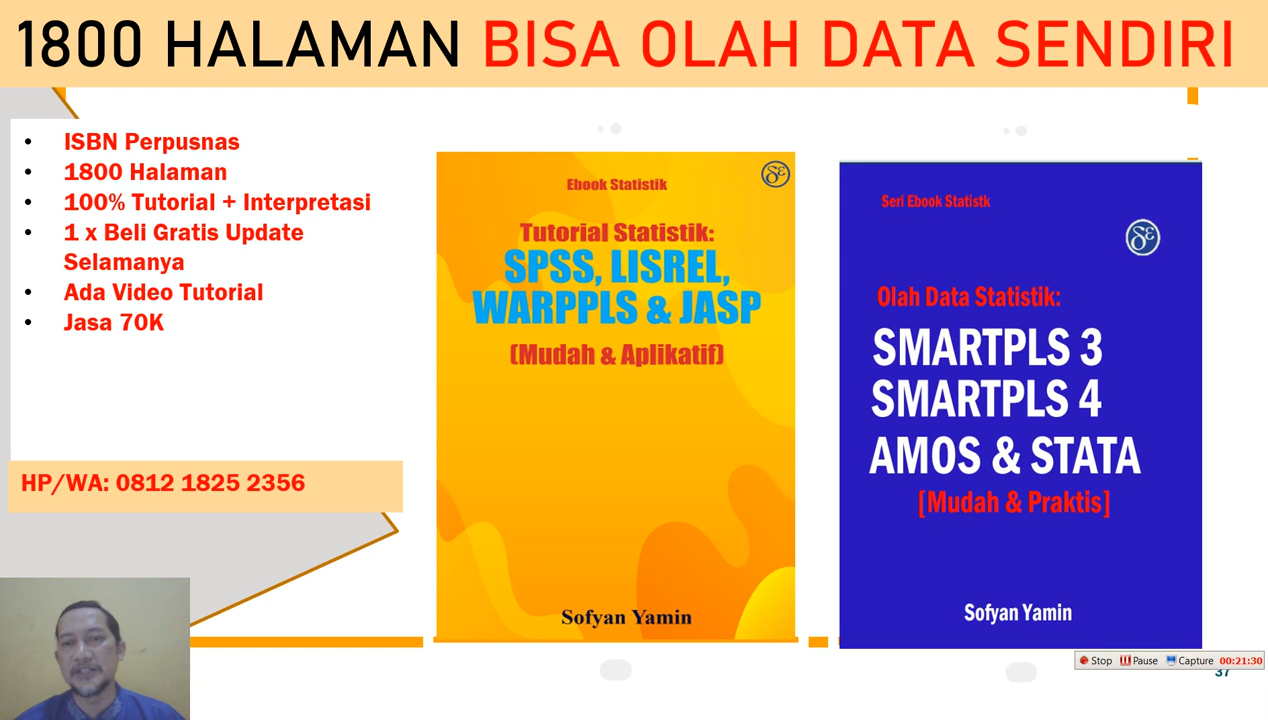 1800 HALAMAN BISA OLAH DATA SENDIRI
• ISBN Perpusnas
• 1800 Halaman
• 100% Tutorial + Interpretasi
• 1 x Beli Gratis Update
Selamanya
• Ada Video Tutorial
• Jasa 70K
HP/WA: 0812 1825 2356
Ebook Statistik
Tutorial Statistik:
SPSS, LISREL,
WARPPLS & JASP
(Mudah & Aplikatif)
Sofyan Yamin
Seri Ebook Statistk
Olah Data Statistik:
SMARTPLS 3
SMARTPLS 4
AMOS & STATA
[Mudah & Praktis]
Sofyan Yamin
Stop Pause Capture 00:21:30
37